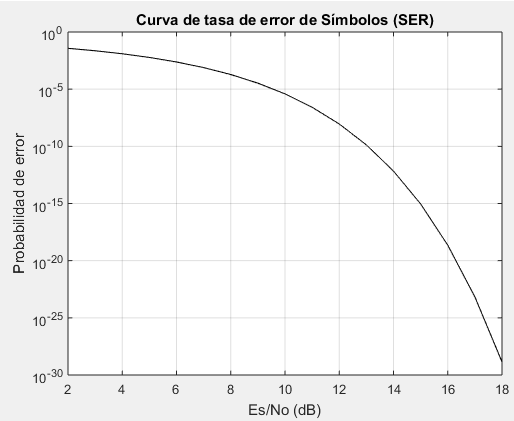 Curva de tasa de error de Símbolos (SER)
10^0
10^-5
10^-10
10^-15
10^-20
10^-25
10^-30
Probabilidad de error
2 4 6 8 10 12 14 16 18
Es/No (dB)